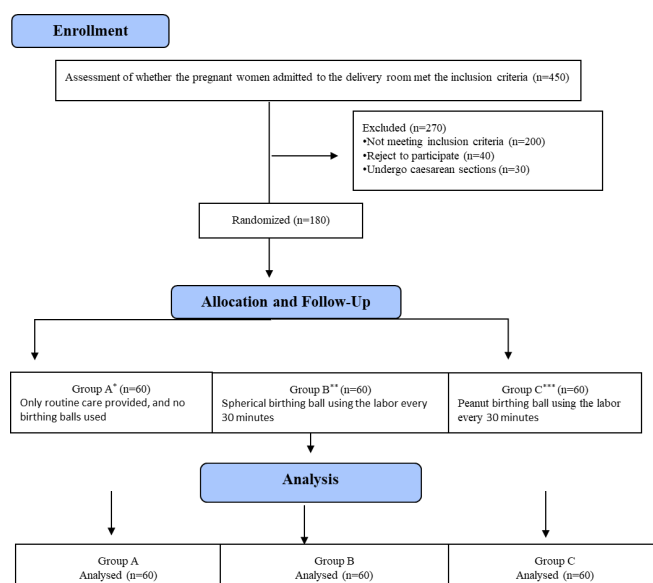 Enrollment
Assessment of whether the pregnant women admitted to the delivery room met the inclusion criteria (n=450)
Excluded (n=270)
•Not meeting inclusion criteria (n=200)
•Reject to participate (n=40)
•Undergo caesarean sections (n=30)
Randomized (n=180)
Allocation and Follow-Up
Group A* (n=60)
Only routine care provided, and no
birthing balls used
Group B** (n=60)
Spherical birthing ball using the labor every
30 minutes
Group C*** (n=60)
Peanut birthing ball using the labor
every 30 minutes
Analysis
Group A
Analysed (n=60)
Group B
Analysed (n=60)
Group C
Analysed (n=60)